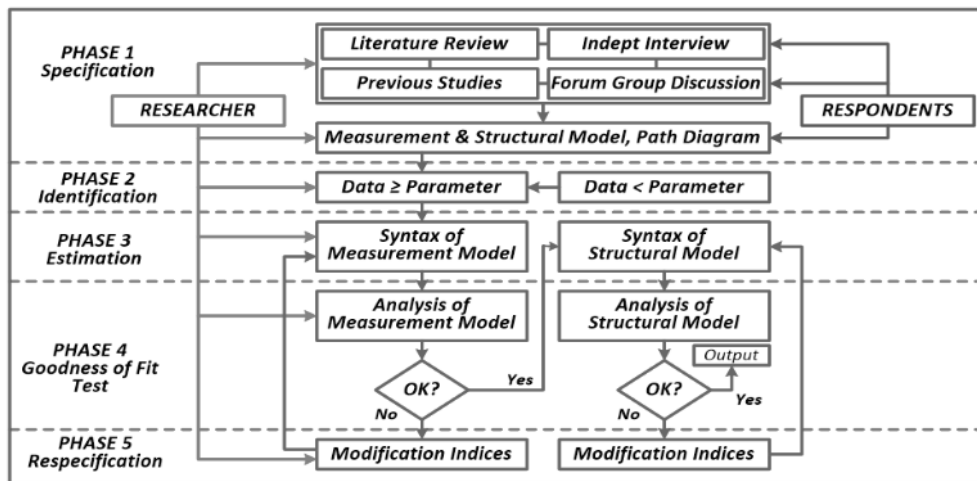 PHASE 1
Specification
Literature Review
Indept Interview
Previous Studies
Forum Group Discussion
RESEARCHER
RESPONDENTS
Measurement & Structural Model, Path Diagram
PHASE 2
Identification
Data ≥ Parameter
Data < Parameter
PHASE 3
Estimation
Syntax of
Measurement Model
Syntax of
Structural Model
PHASE 4
Goodness of Fit
Test
Analysis of
Measurement Model
Analysis of
Structural Model
Output
OK?
Yes
No
OK?
Yes
No
PHASE 5
Respecification
Modification Indices
Modification Indices